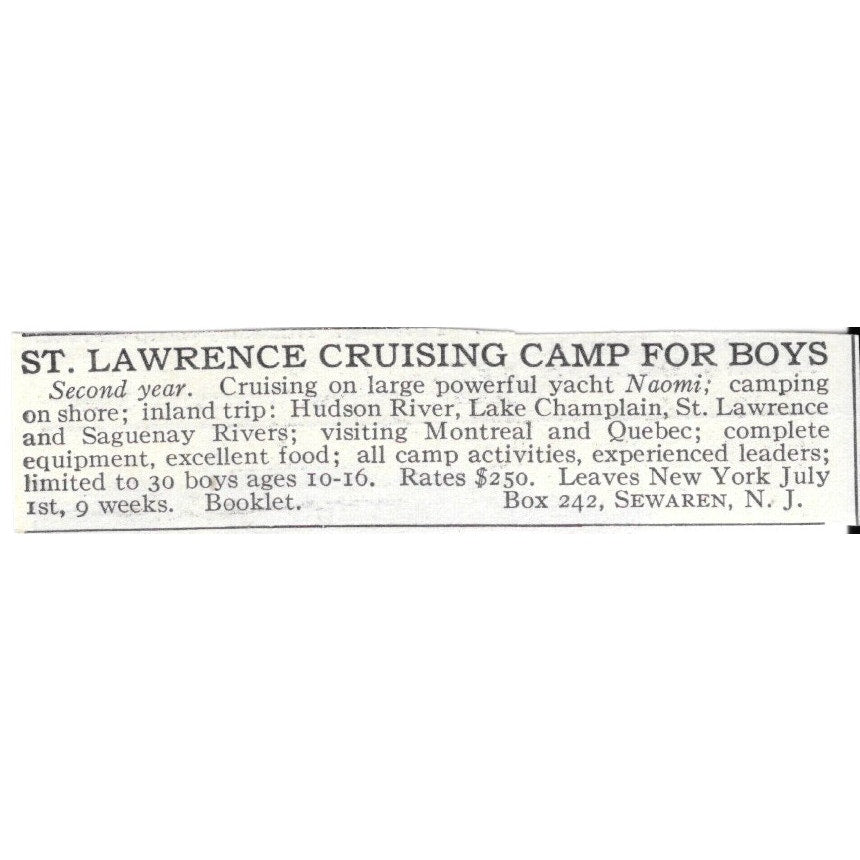 ST. LAWRENCE CRUISING CAMP FOR BOYS
Second year. Cruising on large powerful yacht Naomi; camping
on shore; inland trip: Hudson River, Lake Champlain, St. Lawrence
and Saguenay Rivers; visiting Montreal and Quebec; complete
equipment, excellent food; all camp activities, experienced leaders;
limited to 30 boys ages 10-16. Rates $250. Leaves New York July
1st, 9 weeks. Booklet. Box 242, SEWAREN, N. J.